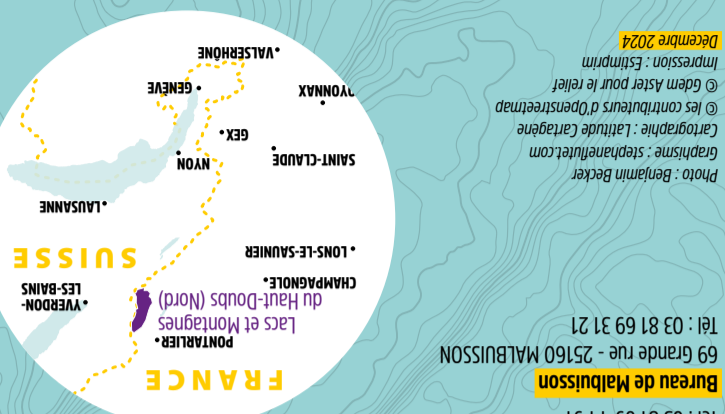 Bureau de Malbuisson
69 Grande rue - 25160 MALBUISSON
Tél : 03 81 69 31 21
Photo : Benjamin Becker
Graphisme : stephanefiutet.com
Cartographie : Latitude Cartagène
© les contributeurs d'Openstreetmap
© Gdem Aster pour le relief
Impression : Estimprim
Décembre 2024
FRANCE
PONTARLIER
Lacs et Montagnes
du Haut-Doubs (Nord)
YVERDON-
LES-BAINS
CHAMPAGNOLE
LONS-LE-SAUNIER
SUISSE
LAUSANNE
SAINT-CLAUDE
NYON
GEX
OYONNAX
GENÈVE
VALSERHÔNE